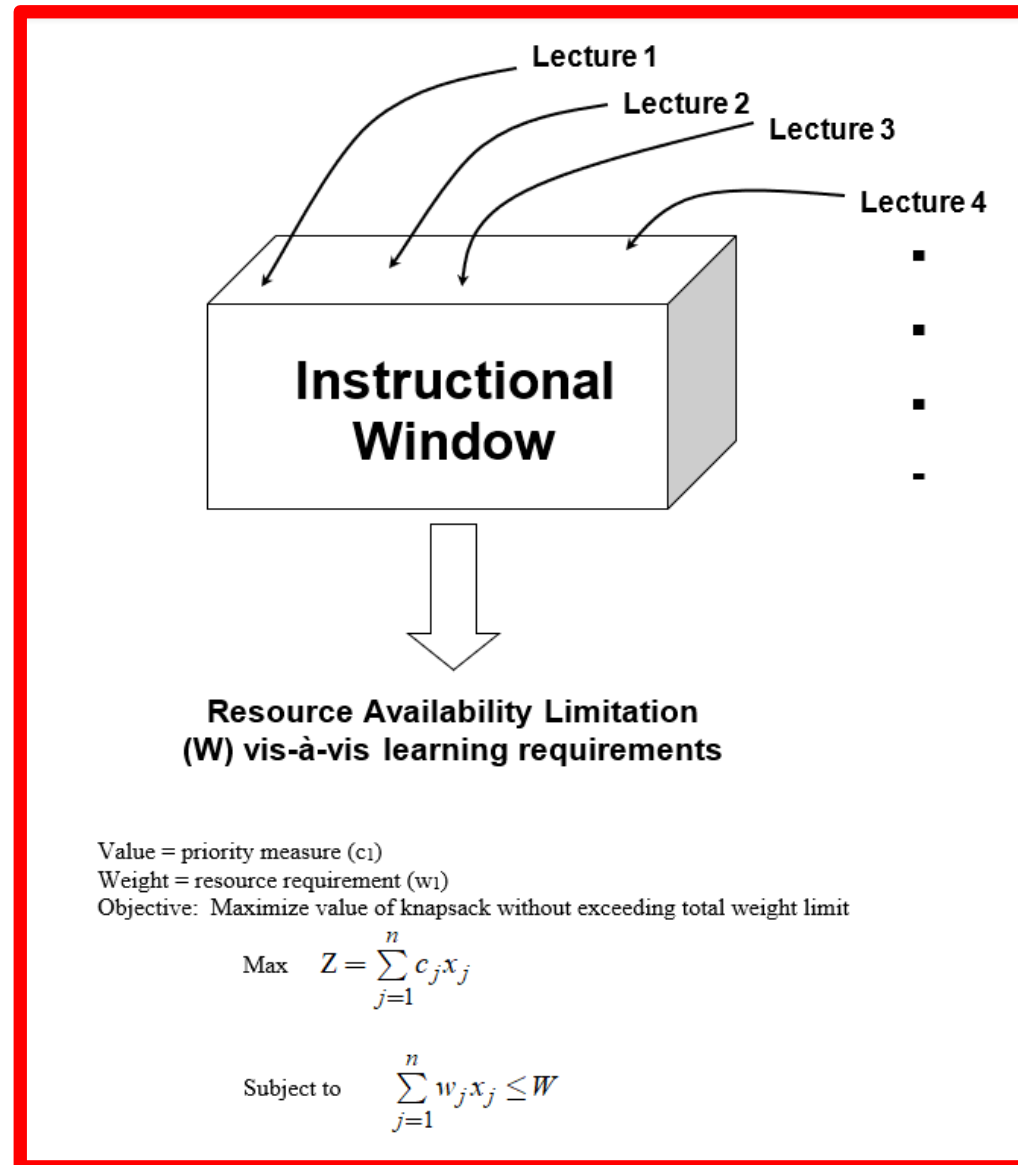 Lecture 1
Lecture 2
Lecture 3
Lecture 4
Instructional
Window
Resource Availability Limitation
(W) vis-à-vis learning requirements
Value = priority measure (c1)
Weight = resource requirement (w1)
Objective:  Maximize value of knapsack without exceeding total weight limit
Max Z = \sum_{j=1}^{n} c_j x_j
Subject to \sum_{j=1}^{n} w_j x_j ≤ W